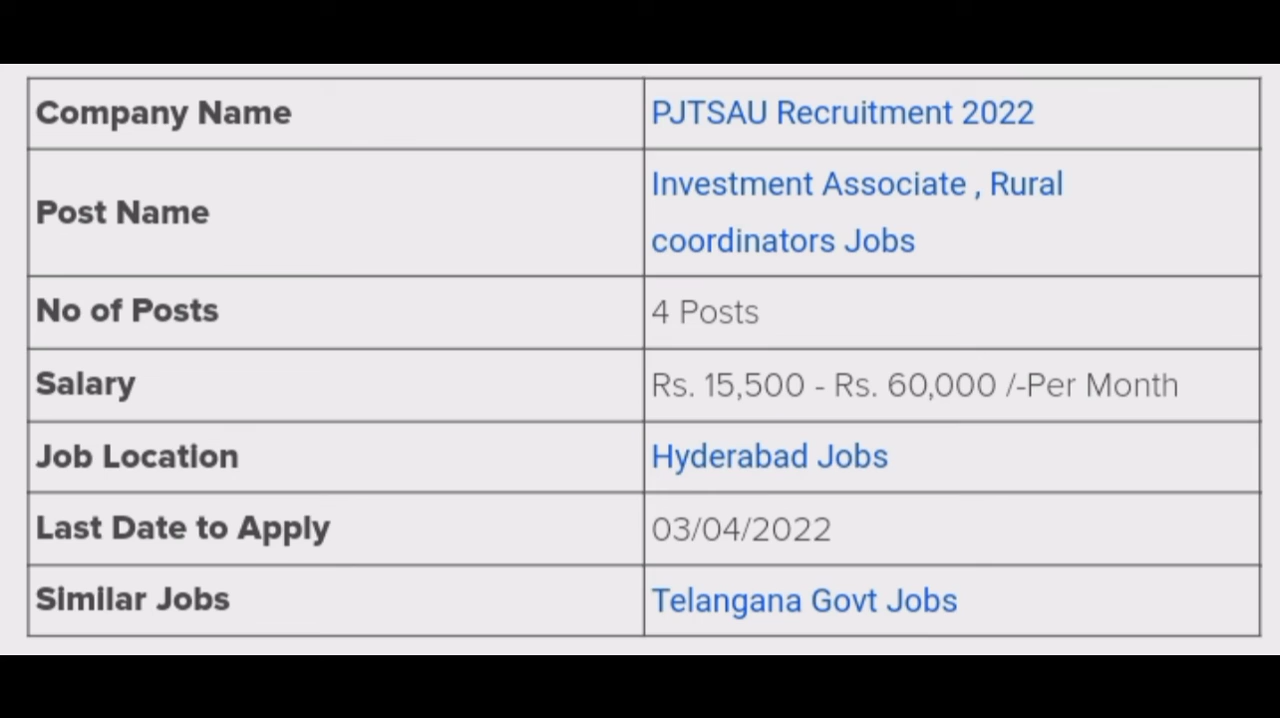 Company Name
PJTSAU Recruitment 2022
Post Name
Investment Associate , Rural
coordinators Jobs
No of Posts
4 Posts
Salary
Rs. 15,500 - Rs. 60,000 /-Per Month
Job Location
Hyderabad Jobs
Last Date to Apply
03/04/2022
Similar Jobs
Telangana Govt Jobs